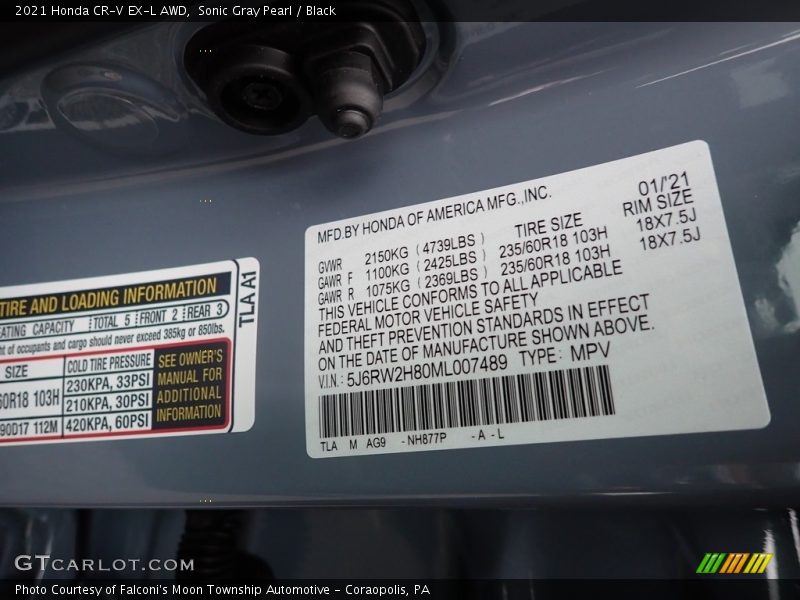 2021 Honda CR-V EX-L AWD, Sonic Gray Pearl / Black
TIRE AND LOADING INFORMATION
SEATING CAPACITY TOTAL 5 FRONT 2 REAR 3
of occupants and cargo should never exceed 385kg or 850lbs.
SIZE COLD TIRE PRESSURE
60R18 103H 230KPA, 33PSI
210KPA, 30PSI
90D17 112M 420KPA, 60PSI
SEE OWNER'S
MANUAL FOR
ADDITIONAL
INFORMATION
TLA A1
MFD.BY HONDA OF AMERICA MFG.,INC. 01/'21
GVWR 2150KG ( 4739LBS ) TIRE SIZE RIM SIZE
GAWR F 1100KG ( 2425LBS ) 235/60R18 103H 18X7.5J
GAWR R 1075KG ( 2369LBS ) 235/60R18 103H 18X7.5J
THIS VEHICLE CONFORMS TO ALL APPLICABLE
FEDERAL MOTOR VEHICLE SAFETY
AND THEFT PREVENTION STANDARDS IN EFFECT
ON THE DATE OF MANUFACTURE SHOWN ABOVE.
V.I.N.: 5J6RW2H80ML007489 TYPE: MPV
TLA M AG9 -NH877P -A-L
GTCARLOT.COM
Photo Courtesy of Falconi's Moon Township Automotive - Coraopolis, PA